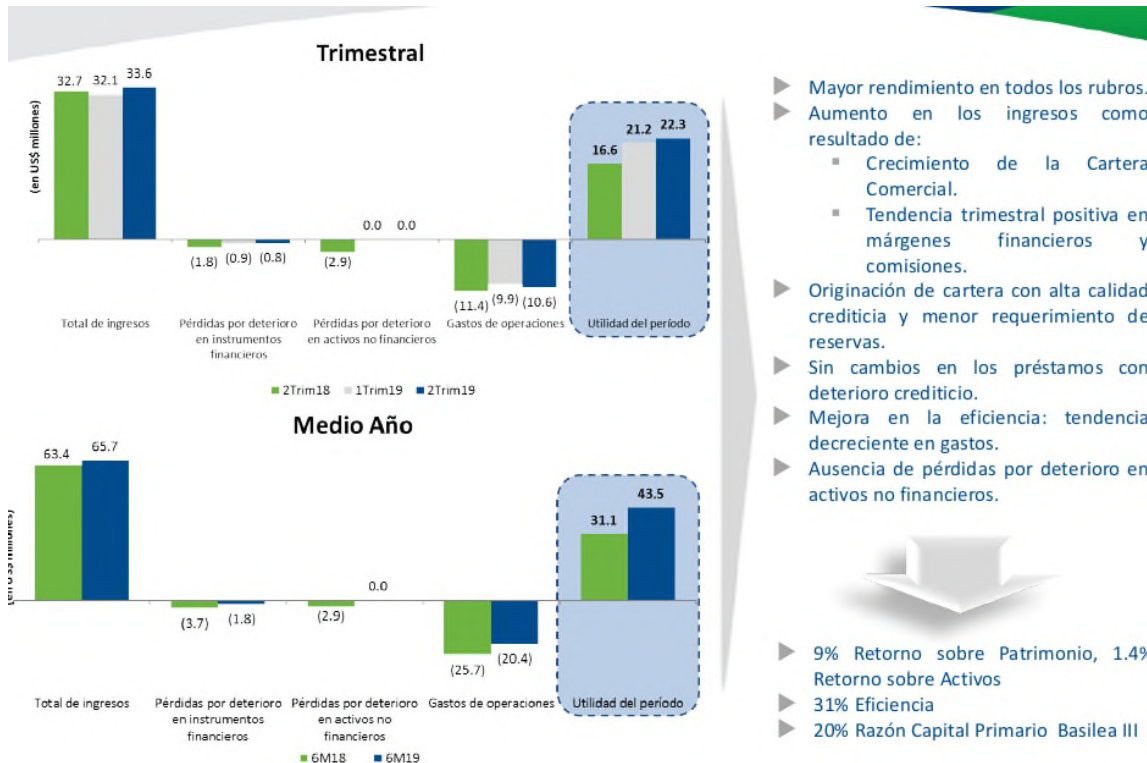 Trimestral
(en US$ millones)
32.7 32.1 33.6
(1.8) (0.9) (0.8)
(2.9) 0.0 0.0
(11.4) (9.9) (10.6)
16.6 21.2 22.3
Total de ingresos
Pérdidas por deterioro
en instrumentos
financieros
Pérdidas por deterioro
en activos no financieros
Gastos de operaciones
Utilidad del período
2Trim18 1Trim19 2Trim19
Medio Año
(en US$ millones)
63.4 65.7
(3.7) (1.8)
(2.9) 0.0
(25.7) (20.4)
31.1 43.5
Total de ingresos
Pérdidas por deterioro
en instrumentos
financieros
Pérdidas por deterioro
en activos no
financieros
Gastos de operaciones
Utilidad del período
6M18 6M19
Mayor rendimiento en todos los rubros.
Aumento en los ingresos como
resultado de:
Crecimiento de la Cartera
Comercial.
Tendencia trimestral positiva en
márgenes financieros y
comisiones.
Originación de cartera con alta calidad
crediticia y menor requerimiento de
reservas.
Sin cambios en los préstamos con
deterioro crediticio.
Mejora en la eficiencia: tendencia
decreciente en gastos.
Ausencia de pérdidas por deterioro en
activos no financieros.
9% Retorno sobre Patrimonio, 1.4%
Retorno sobre Activos
31% Eficiencia
20% Razón Capital Primario Basilea III